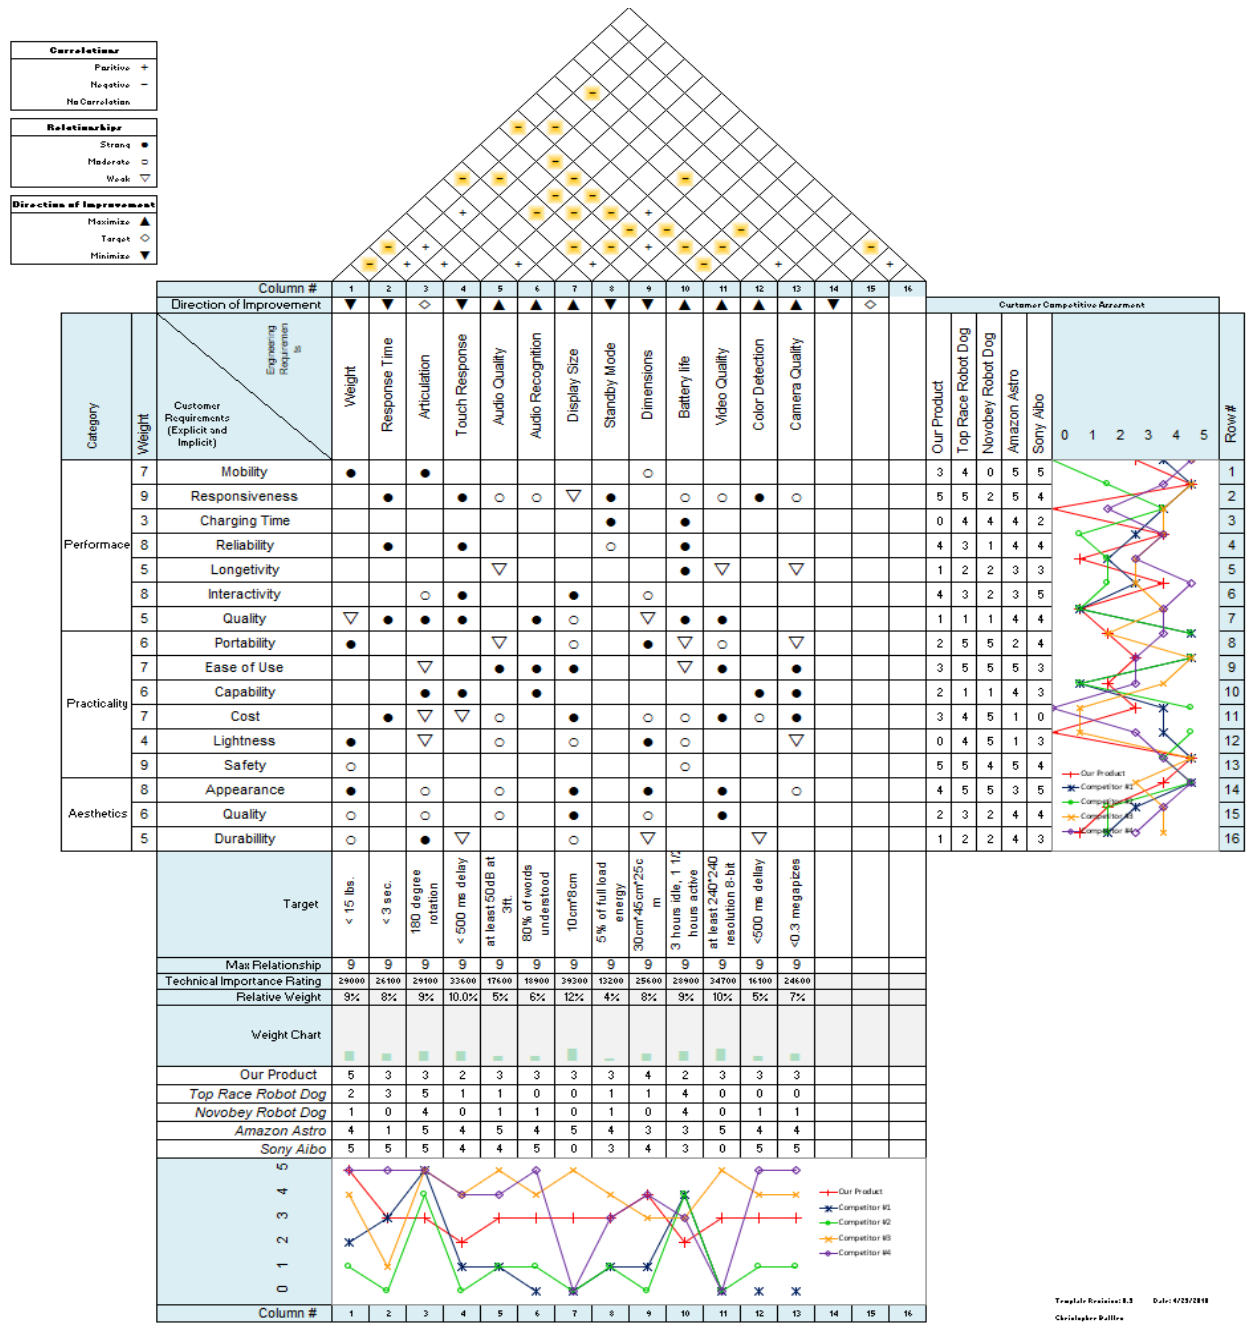 Correlations
Positive +
Negative −
No Correlation
Relationships
Strong ●
Moderate ○
Weak ▽
Direction of Improvement
Maximize ▲
Target ◇
Minimize ▼
Column # 1 2 3 4 5 6 7 8 9 10 11 12 13 14 15 16
Direction of Improvement ▼ ▼ ◇ ▼ ▲ ▲ ▲ ▼ ▼ ▲ ▲ ▲ ▲ ▼ ◇
Customer Competitive Assessment
Category
Weight
Engineering
Requiremen
ts
Customer
Requirements
(Explicit and
Implicit)
Weight
Response Time
Articulation
Touch Response
Audio Quality
Audio Recognition
Display Size
Standby Mode
Dimensions
Battery life
Video Quality
Color Detection
Camera Quality
Our Product
Top Race Robot Dog
Novobey Robot Dog
Amazon Astro
Sony Aibo
0 1 2 3 4 5
Row #
Performace
7 Mobility ● ● ○ 3 4 0 5 5 1
9 Responsiveness ● ● ○ ○ ▽ ● ○ ○ ● ○ 5 5 2 5 4 2
3 Charging Time ● ● 0 4 4 4 2 3
8 Reliability ● ● ○ ● 4 3 1 4 4 4
5 Longetivity ▽ ● ▽ ▽ 1 2 2 3 3 5
8 Interactivity ○ ● ● ○ 4 3 2 3 5 6
5 Quality ▽ ● ● ● ● ○ ▽ ● ● 1 1 1 4 4 7
Practicality
6 Portability ● ▽ ○ ● ▽ ○ ▽ 2 5 5 2 4 8
7 Ease of Use ▽ ● ● ● ▽ ● ● 3 5 5 5 3 9
6 Capability ● ● ● ● ● 2 1 1 4 3 10
7 Cost ● ▽ ▽ ○ ● ○ ○ ● ○ ● 3 4 5 1 0 11
4 Lightness ● ▽ ○ ○ ● ○ ▽ 0 4 5 1 3 12
9 Safety ○ ○ 5 5 4 5 4 13
Aesthetics
8 Appearance ● ○ ○ ● ● ● ○ 4 5 5 3 5 14
6 Quality ○ ○ ○ ● ○ ● 2 3 2 4 4 15
5 Durability ○ ● ▽ ○ ▽ ▽ 1 2 2 4 3 16
Our Product
Competitor #1
Competitor #2
Competitor #3
Competitor #4
Target
< 15 lbs.
< 3 sec.
180 degree
rotation
< 500 ms delay
at least 50dB at
3ft.
80% of words
understood
10cm*8cm
5% of full load
energy
30cm*45cm*25c
m
3 hours idle, 1 1/2
hours active
at least 240*240
resolution 8-bit
<500 ms dellay
<0.3 megapizes
Max Relationship 9 9 9 9 9 9 9 9 9 9 9 9 9
Technical Importance Rating 29000 26100 29100 33600 17600 18900 39300 13200 25600 28900 34700 16100 24600
Relative Weight 9% 8% 9% 10.0% 5% 6% 12% 4% 8% 9% 10% 5% 7%
Weight Chart
Our Product 5 3 3 2 3 3 3 3 4 2 3 3 3
Top Race Robot Dog 2 3 5 1 1 0 0 1 1 4 0 0 0
Novobey Robot Dog 1 0 4 0 1 1 0 1 0 4 0 1 1
Amazon Astro 4 1 5 4 5 4 5 4 3 3 5 4 4
Sony Aibo 5 5 5 4 4 5 0 3 4 3 0 5 5
5
4
3
2
1
0
Our Product
Competitor #1
Competitor #2
Competitor #3
Competitor #4
Column # 1 2 3 4 5 6 7 8 9 10 11 12 13 14 15 16
Template Revision: 0.9 Date: 4/23/2010
Christopher Battles